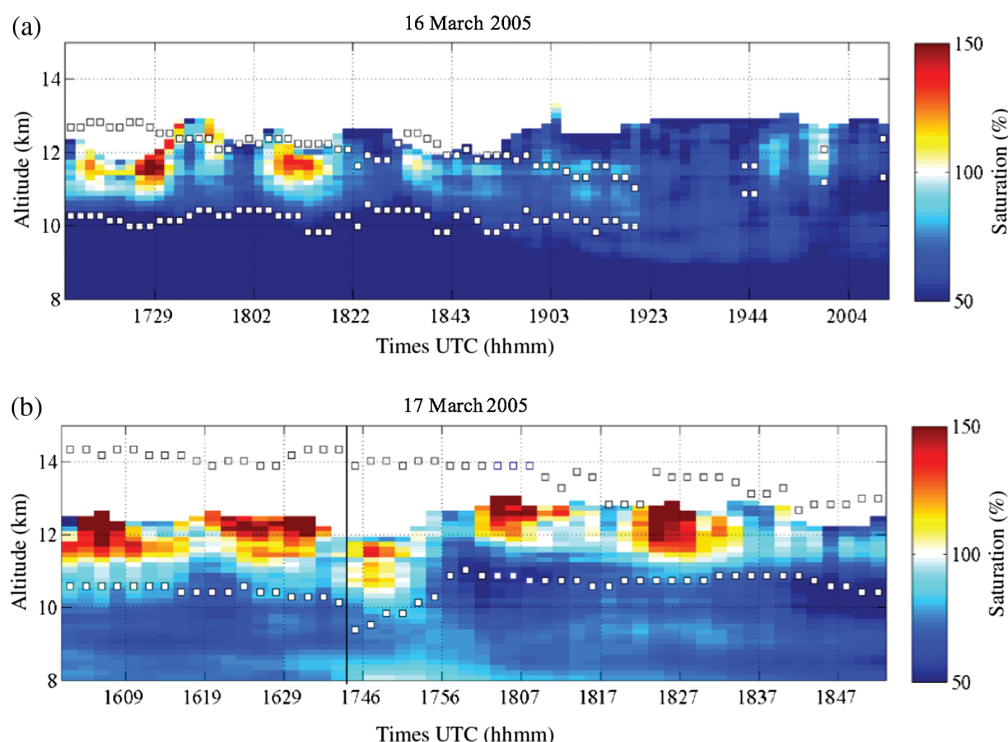 (a)
16 March 2005
Altitude (km)
14
12
10
8
1729 1802 1822 1843 1903 1923 1944 2004
Times UTC (hhmm)
150
100
50
Saturation (%)
(b)
17 March 2005
Altitude (km)
14
12
10
8
1609 1619 1629 1746 1756 1807 1817 1827 1837 1847
Times UTC (hhmm)
150
100
50
Saturation (%)